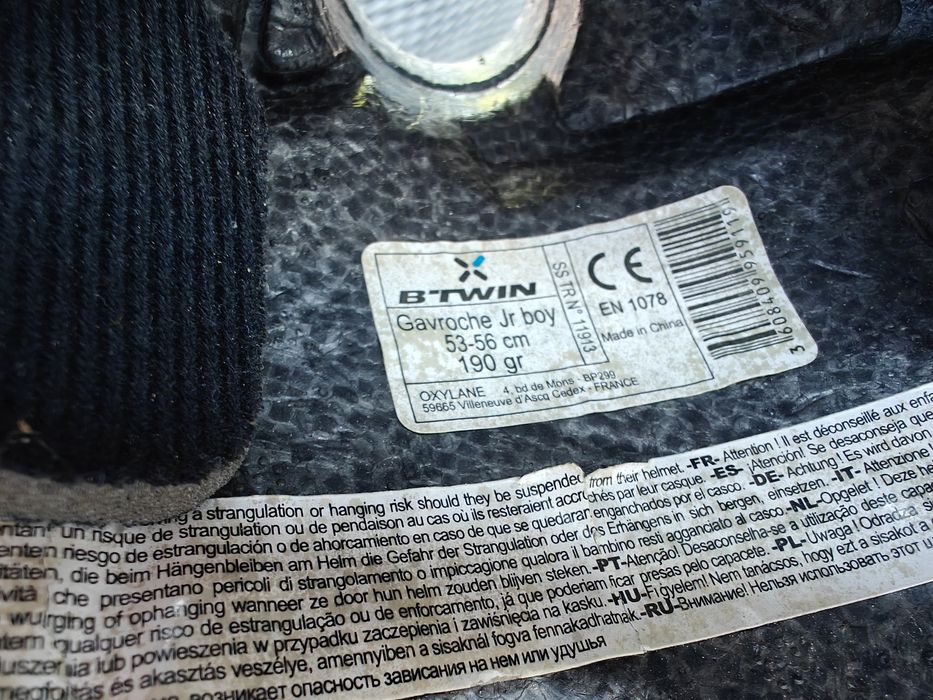 B'TWIN
Gavroche Jr boy
53-56 cm
190 gr
SS TR N° 11913
CE
EN 1078
Made in China
OXYLANE 4, bd de Mons - BP299
59665 Villeneuve d'Ascq Cedex - FRANCE
a strangulation or hanging risk should they be suspended from their helmet. -FR- Attention ! Il est déconseillé aux
un risque de strangulation ou de pendaison au cas où ils resteraient accrochés par leur casque. -ES- ¡Atención! Se desaconseja que
riesgo de estrangulación o de ahorcamiento en caso de que se quedaran enganchados por el casco. -DE- Achtung ! Es wird davon
die beim Hängenbleiben am Helm die Gefahr der Strangulation oder des Erhängens in sich bergen, einsetzen. -IT- Attenzione
che presentano pericoli di strangolamento o impiccagione qualora il bambino resti agganciato al casco. -NL- Opgelet ! Deze
wurging of ophanging wanneer ze door hun helm zouden blijven steken. -PT- Atenção! Desaconselha-se a utilização deste
qualquer risco de estrangulação ou de enforcamento, já que poderiam ficar presas pelo capacete. -PL- Uwaga ! Odradza
lub powieszenia w przypadku zaczepienia i zawiśnięcia na kasku. -HU- Figyelem! Nem tanácsos, hogy ezt a sisakot a
és akasztás veszélye, amennyiben a sisaknál fogva fennakadhatnak. -RU- Внимание! Нельзя использовать этот
возникает опасность зависания на нем или удушья